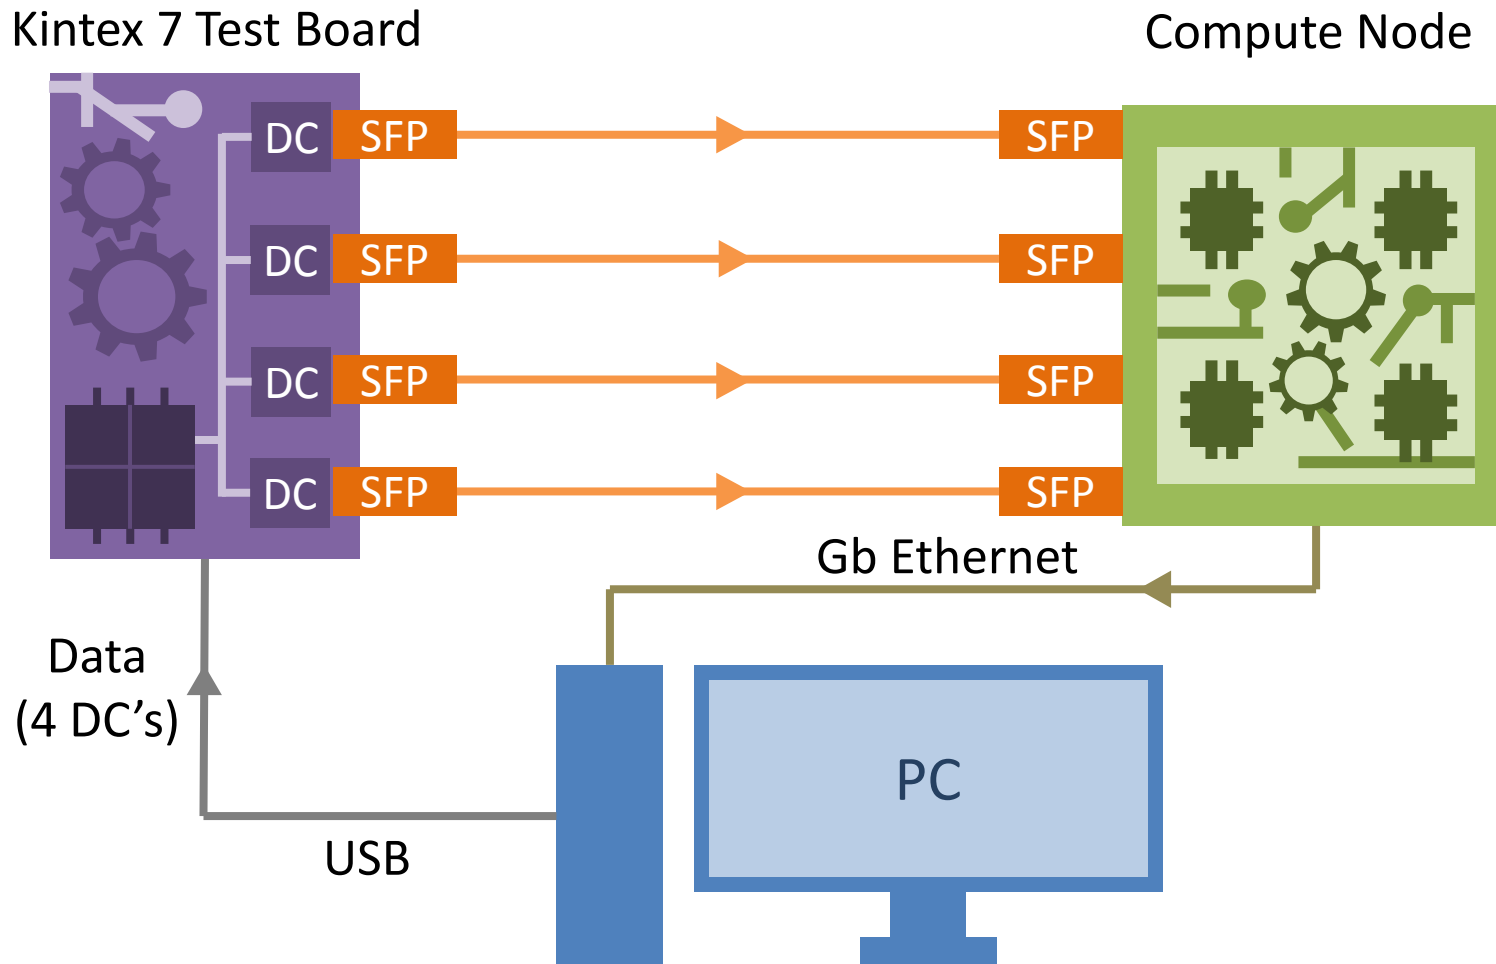 Kintex 7 Test Board
Compute Node
DC SFP SFP
DC SFP SFP
DC SFP SFP
DC SFP SFP
Gb Ethernet
Data
(4 DC’s)
PC
USB